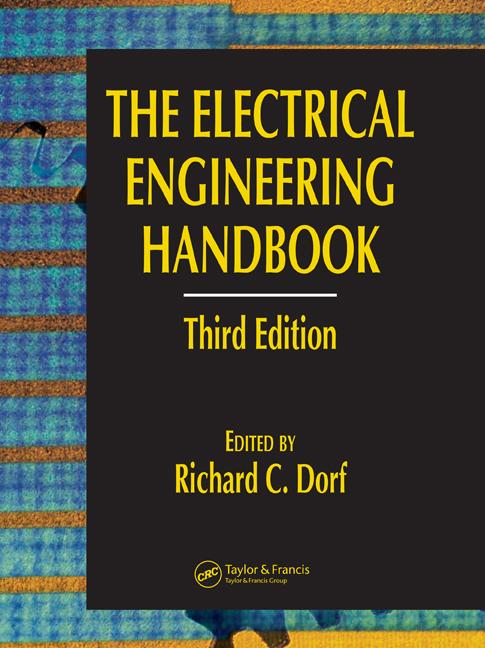 THE ELECTRICAL
ENGINEERING
HANDBOOK
Third Edition
EDITED BY
Richard C. Dorf
CRC
Taylor & Francis
Taylor & Francis Group